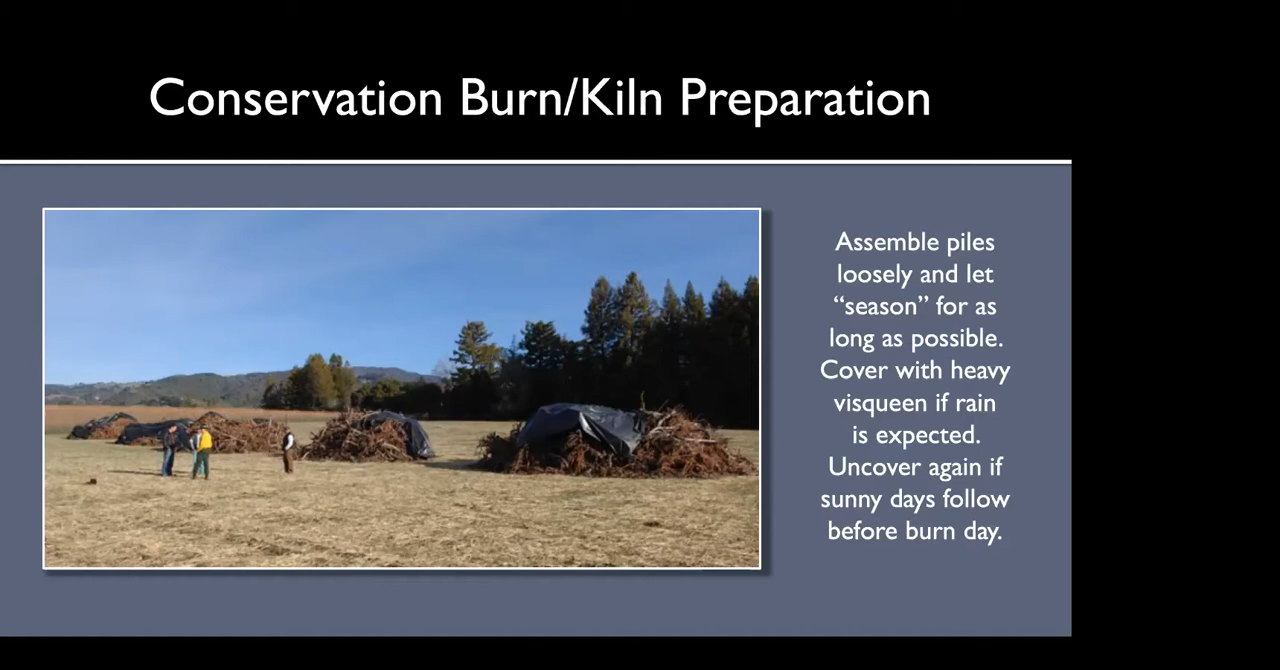 Conservation Burn/Kiln Preparation
Assemble piles
loosely and let
“season” for as
long as possible.
Cover with heavy
visqueen if rain
is expected.
Uncover again if
sunny days follow
before burn day.